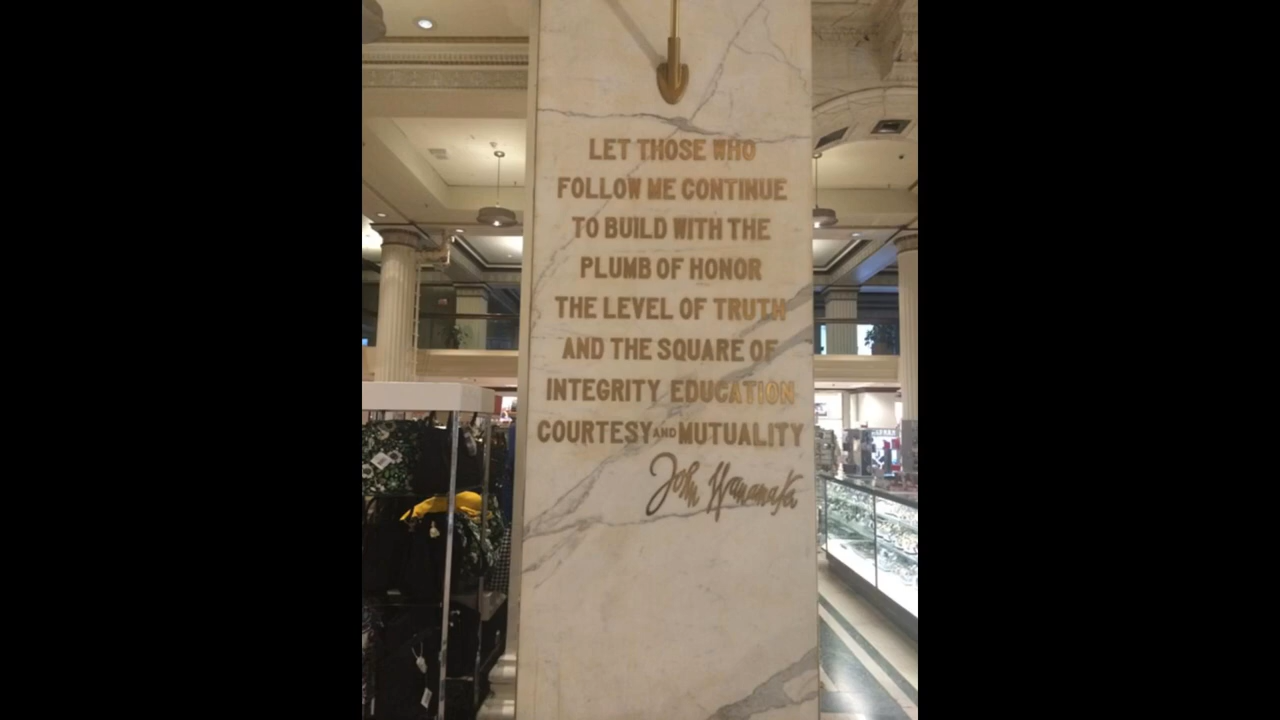 LET THOSE WHO
FOLLOW ME CONTINUE
TO BUILD WITH THE
PLUMB OF HONOR
THE LEVEL OF TRUTH
AND THE SQUARE OF
INTEGRITY EDUCATION
COURTESY AND MUTUALITY
John Wanamaker